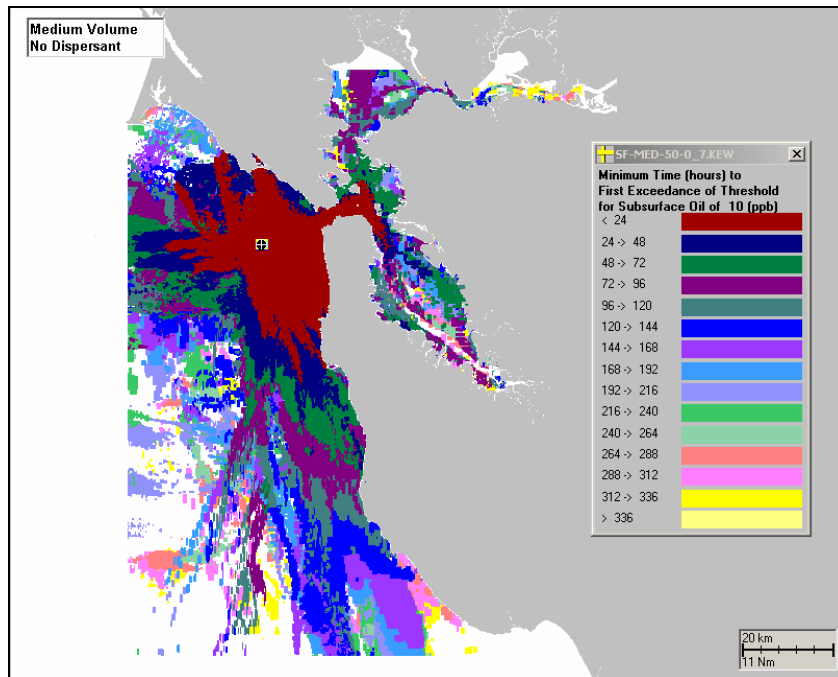 Medium Volume
No Dispersant
SF-MED-50-0_7.KEW
Minimum Time (hours) to
First Exceedance of Threshold
for Subsurface Oil of 10 (ppb)
< 24
24 -> 48
48 -> 72
72 -> 96
96 -> 120
120 -> 144
144 -> 168
168 -> 192
192 -> 216
216 -> 240
240 -> 264
264 -> 288
288 -> 312
312 -> 336
> 336
20 km
11 Nm